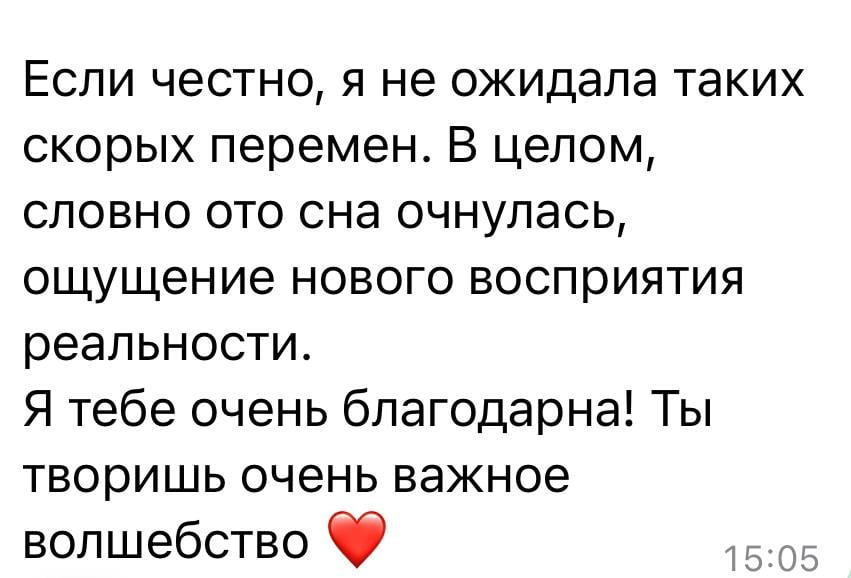 Если честно, я не ожидала таких
скорых перемен. В целом,
словно ото сна очнулась,
ощущение нового восприятия
реальности.
Я тебе очень благодарна! Ты
творишь очень важное
волшебство ❤️
15:05